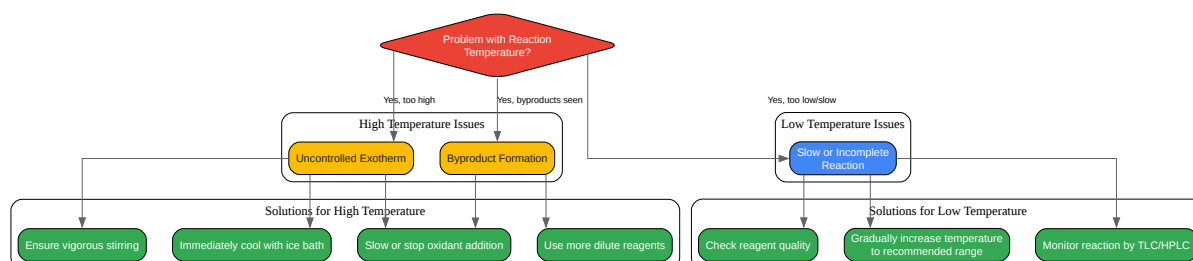 Problem with Reaction
Temperature?
Yes, too high
Yes, byproducts seen
Yes, too low/slow
High Temperature Issues
Low Temperature Issues
Uncontrolled Exotherm
Byproduct Formation
Slow or Incomplete
Reaction
Solutions for High Temperature
Solutions for Low Temperature
Ensure vigorous stirring
Immediately cool with ice bath
Slow or stop oxidant addition
Use more dilute reagents
Check reagent quality
Gradually increase temperature
to recommended range
Monitor reaction by TLC/HPLC